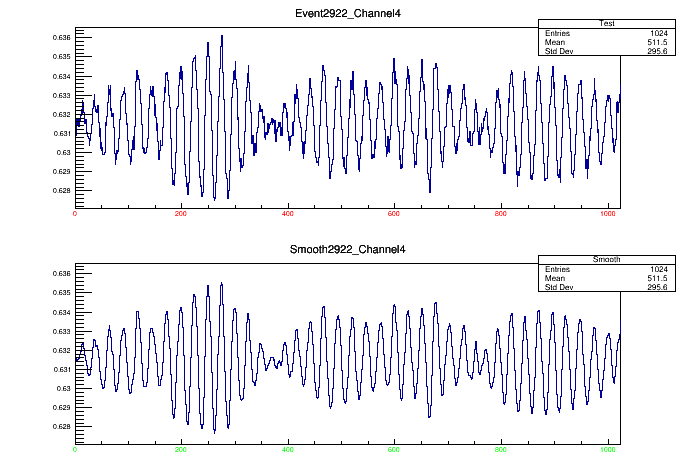 Event2922_Channel4
Test
Entries 1024
Mean 511.5
Std Dev 295.6
0.636
0.635
0.634
0.633
0.632
0.631
0.63
0.629
0.628
0 200 400 600 800 1000
Smooth2922_Channel4
Smooth
Entries 1024
Mean 511.5
Std Dev 295.6
0.636
0.635
0.634
0.633
0.632
0.631
0.63
0.629
0.628
0 200 400 600 800 1000